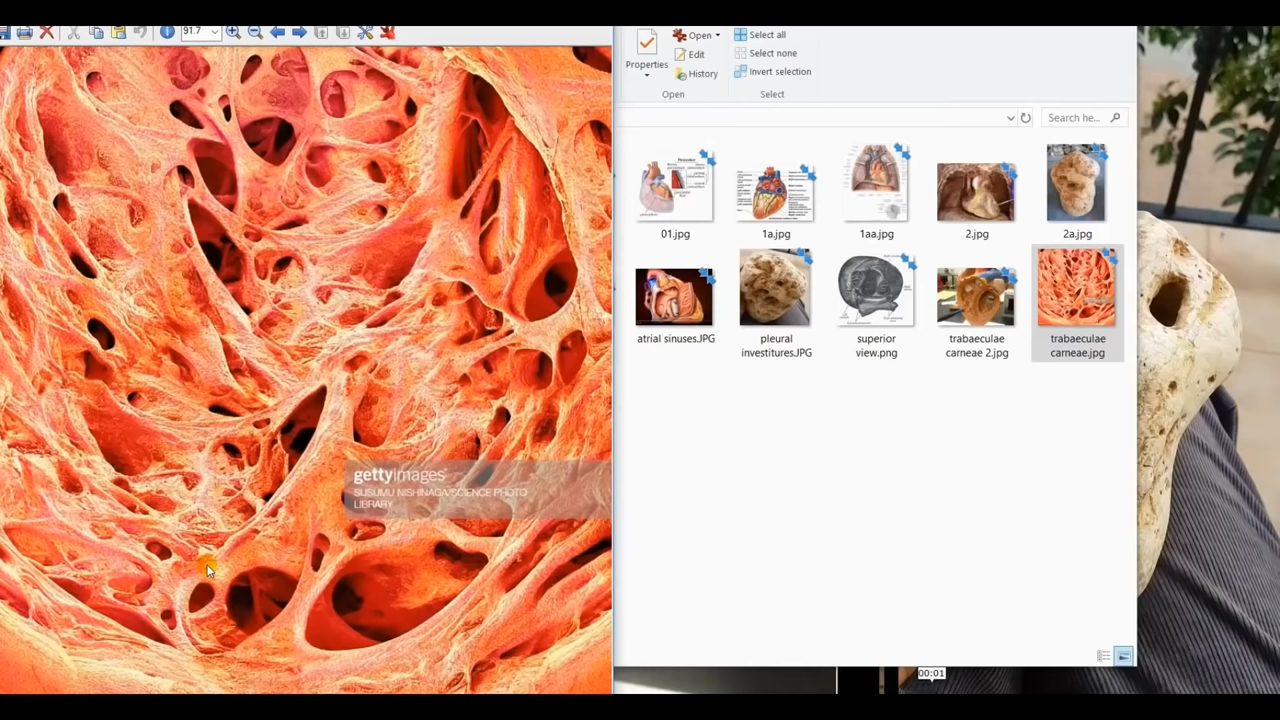 91.7
gettyimages®
SUSUMU NISHINAGA/SCIENCE PHOTO
LIBRARY
Properties
Open
Edit
History
Open
Select all
Select none
Invert selection
Select
Search he...
01.jpg
1a.jpg
1aa.jpg
2.jpg
2a.jpg
atrial sinuses.JPG
pleural
investitures.JPG
superior
view.png
trabaeculae
carneae 2.jpg
trabaeculae
carneae.jpg
00:01